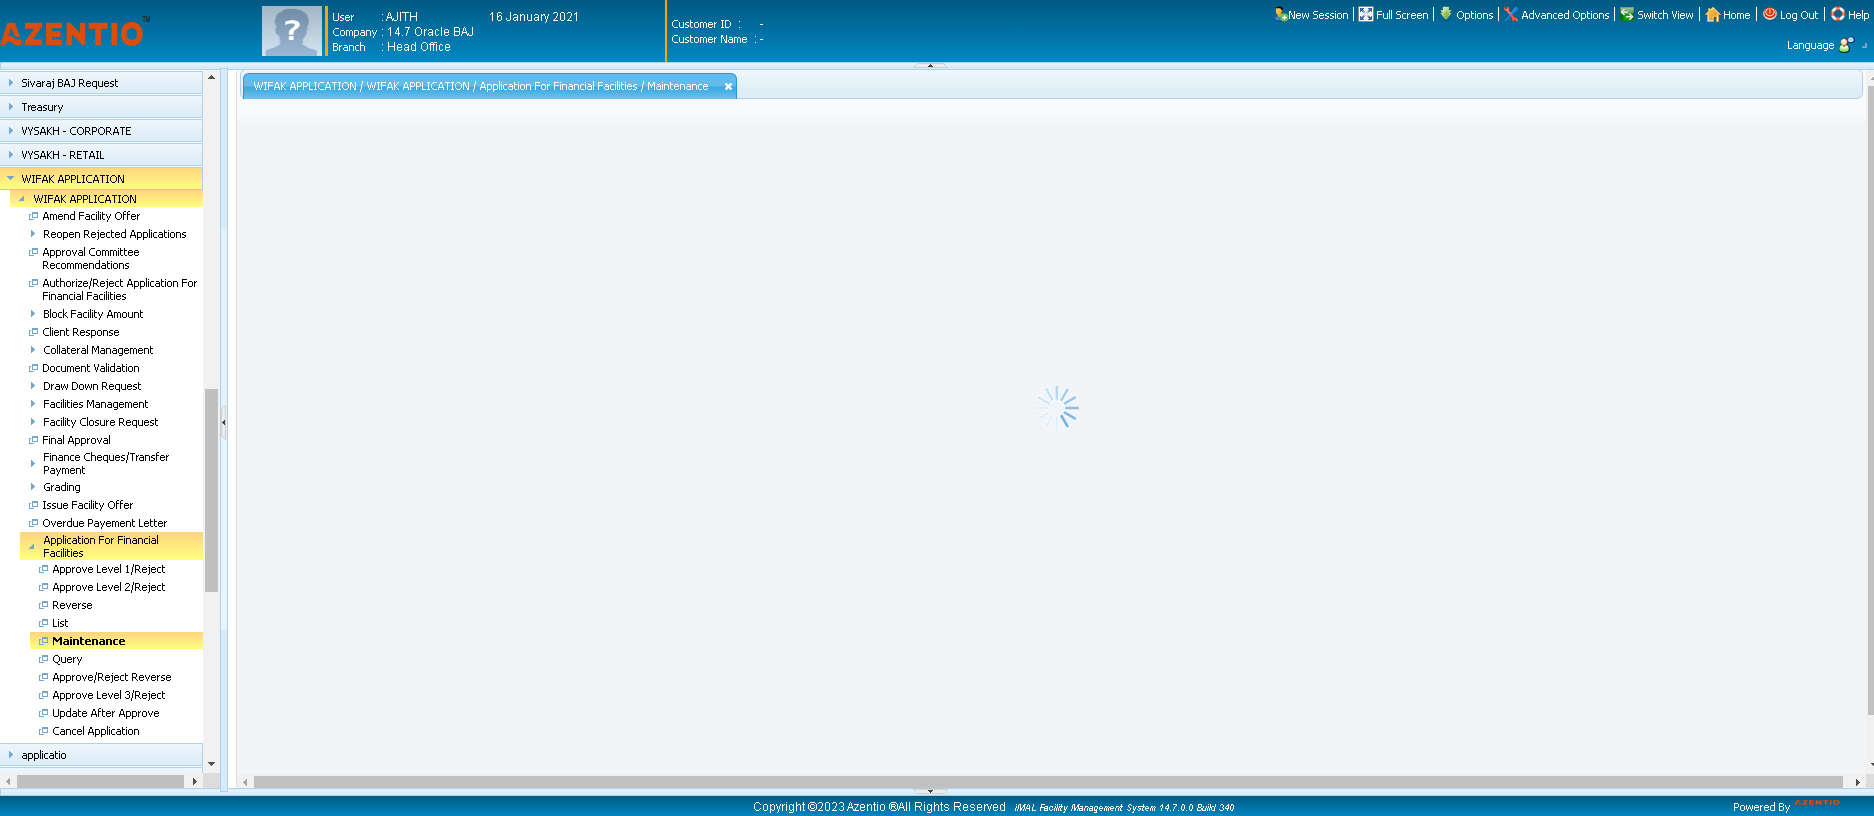 AZENTIO TM
User : AJITH 16 January 2021
Company : 14.7 Oracle BAJ
Branch : Head Office
Customer ID : -
Customer Name : -
New Session Full Screen Options Advanced Options Switch View Home Log Out Help
Language
Sivaraj BAJ Request
Treasury
VYSAKH - CORPORATE
VYSAKH - RETAIL
WIFAK APPLICATION
WIFAK APPLICATION
Amend Facility Offer
Reopen Rejected Applications
Approval Committee
Recommendations
Authorize/Reject Application For
Financial Facilities
Block Facility Amount
Client Response
Collateral Management
Document Validation
Draw Down Request
Facilities Management
Facility Closure Request
Final Approval
Finance Cheques/Transfer
Payment
Grading
Issue Facility Offer
Overdue Payement Letter
Application For Financial
Facilities
Approve Level 1/Reject
Approve Level 2/Reject
Reverse
List
Maintenance
Query
Approve/Reject Reverse
Approve Level 3/Reject
Update After Approve
Cancel Application
applicatio
WIFAK APPLICATION / WIFAK APPLICATION / Application For Financial Facilities / Maintenance
Copyright ©2023 Azentio ®All Rights Reserved iMAL Facility Management System 14.7.0.0 Build 340
Powered By AZENTIO